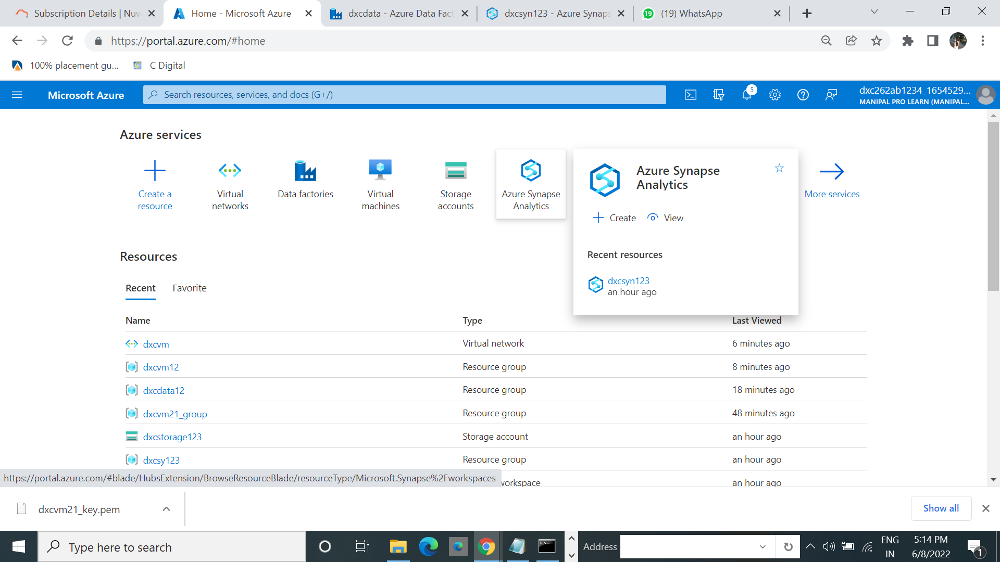 Subscription Details | Nuv
Home - Microsoft Azure
dxcdata - Azure Data Fact
dxcsyn123 - Azure Synaps
19
(19) WhatsApp
https://portal.azure.com/#home
100% placement gu...
C Digital
Microsoft Azure
Search resources, services, and docs (G+/)
5
dxc262ab1234_1654529...
MANIPAL PRO LEARN (MANIPAL...
Azure services
Create a
resource
Virtual
networks
Data factories
Virtual
machines
Storage
accounts
Azure Synapse
Analytics
Azure Synapse
Analytics
Create
View
Recent resources
dxcsyn123
an hour ago
More services
Resources
Recent
Favorite
Name
Type
Last Viewed
dxcvm
Virtual network
6 minutes ago
dxcvm12
Resource group
8 minutes ago
dxcdata12
Resource group
18 minutes ago
dxcvm21_group
Resource group
48 minutes ago
dxcstorage123
Storage account
an hour ago
dxcsy123
Resource group
an hour ago
https://portal.azure.com/#blade/HubsExtension/BrowseResourceBlade/resourceType/Microsoft.Synapse%2Fworkspaces
workspace
an hour ago
dxcvm21_key.pem
Show all
Type here to search
Address
ENG
IN
5:14 PM
6/8/2022
1